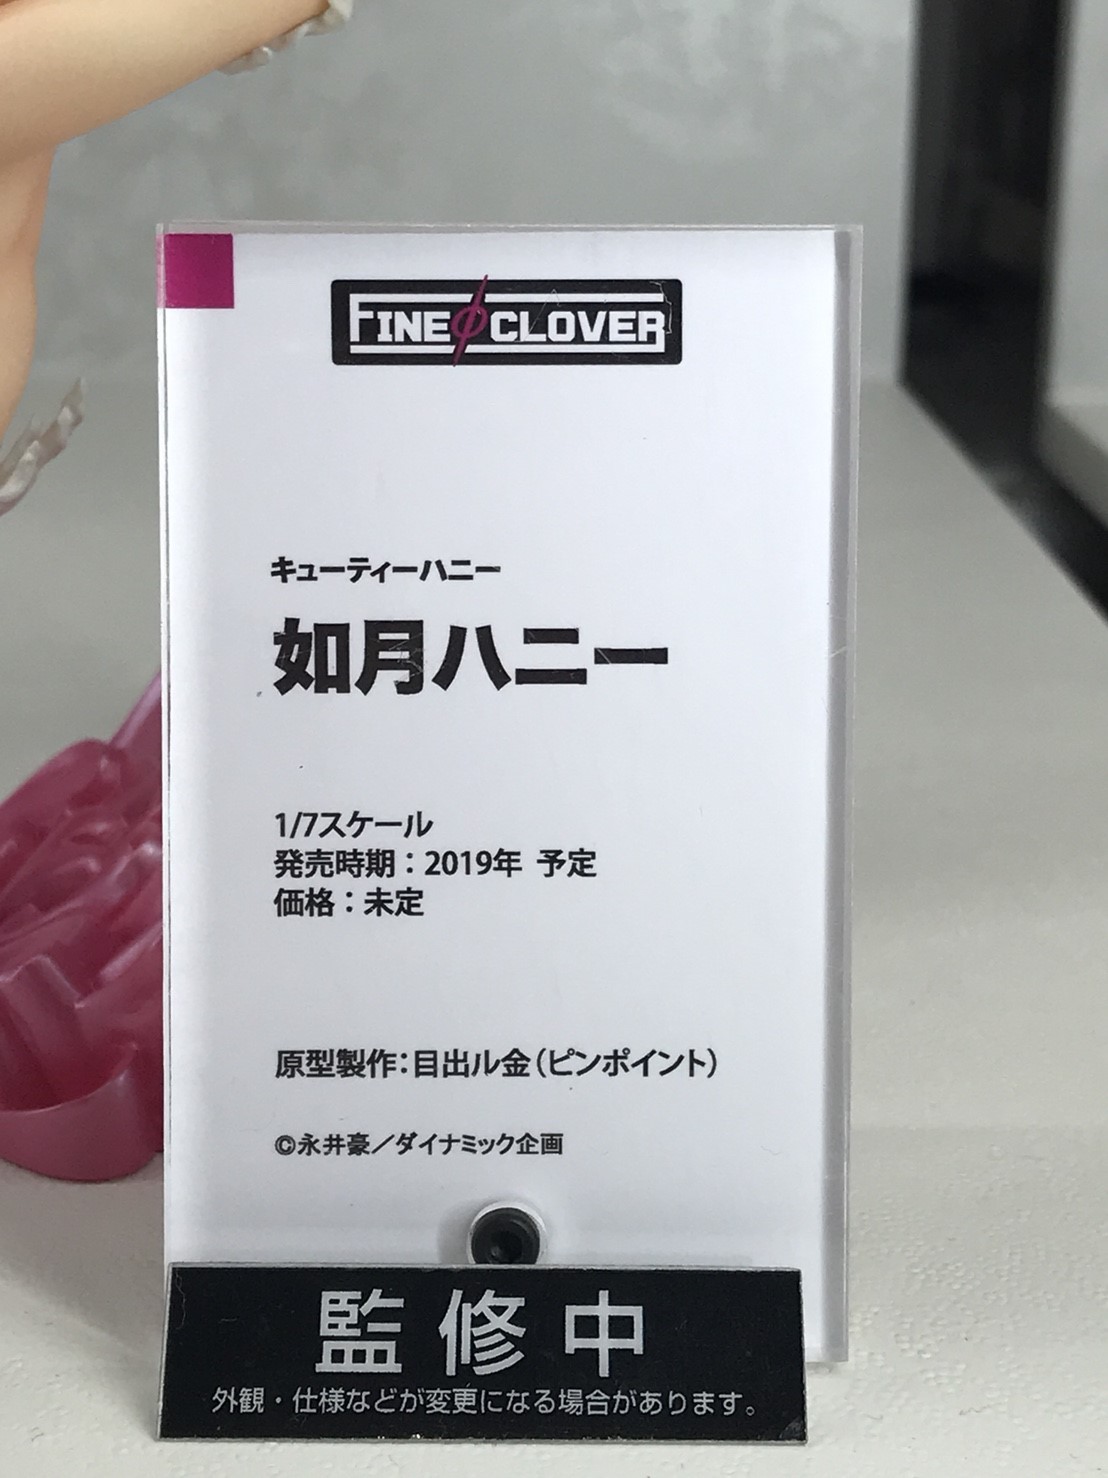 FINE CLOVER
キューティーハニー
如月ハニー
1/7スケール
発売時期：2019年 予定
価格：未定
原型製作：目出ル金（ピンポイント）
©永井豪／ダイナミック企画
監修中
外観・仕様などが変更になる場合があります。